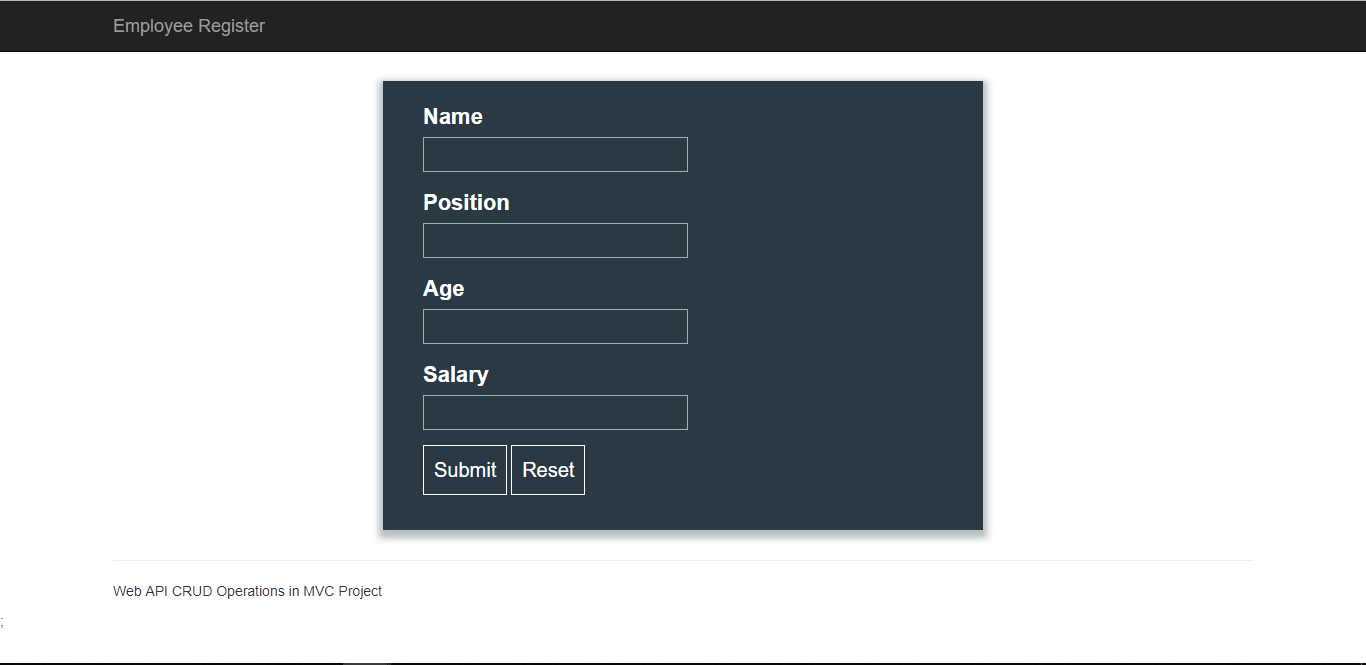 Employee Register
Name
Position
Age
Salary
Submit Reset
Web API CRUD Operations in MVC Project
;